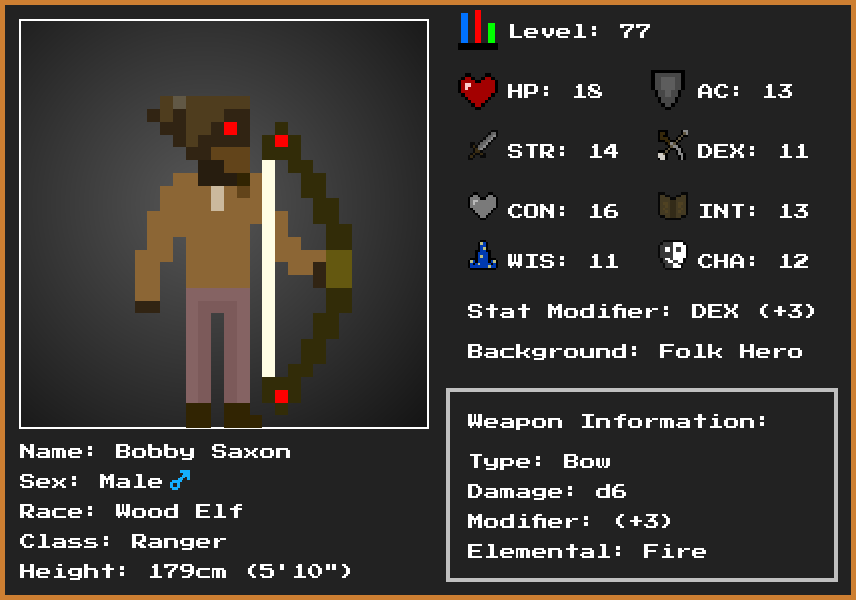 Level: 77
HP: 18 AC: 13
STR: 14 DEX: 11
CON: 16 INT: 13
WIS: 11 CHA: 12
Stat Modifier: DEX (+3)
Background: Folk Hero
Weapon Information:
Type: Bow
Damage: d6
Modifier: (+3)
Elemental: Fire
Name: Bobby Saxon
Sex: Male ♂
Race: Wood Elf
Class: Ranger
Height: 179cm (5'10")